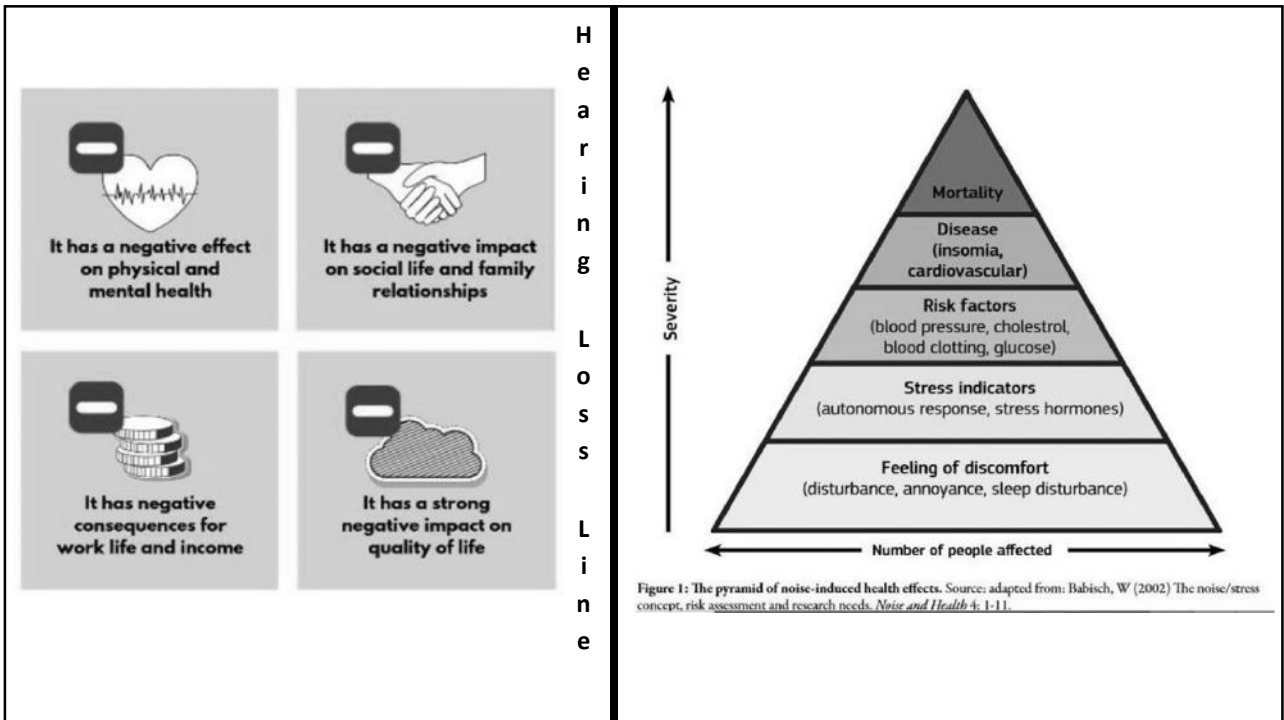 It has a negative effect
on physical and
mental health
It has a negative impact
on social life and family
relationships
It has negative
consequences for
work life and income
It has a strong
negative impact on
quality of life
Hearing Loss Line
Severity
Mortality
Disease
(insomia,
cardiovascular)
Risk factors
(blood pressure, cholestrol,
blood clotting, glucose)
Stress indicators
(autonomous response, stress hormones)
Feeling of discomfort
(disturbance, annoyance, sleep disturbance)
Number of people affected
Figure 1: The pyramid of noise-induced health effects. Source: adapted from: Babisch, W (2002) The noise/stress
concept, risk assessment and research needs. Noise and Health 4: 1-11.